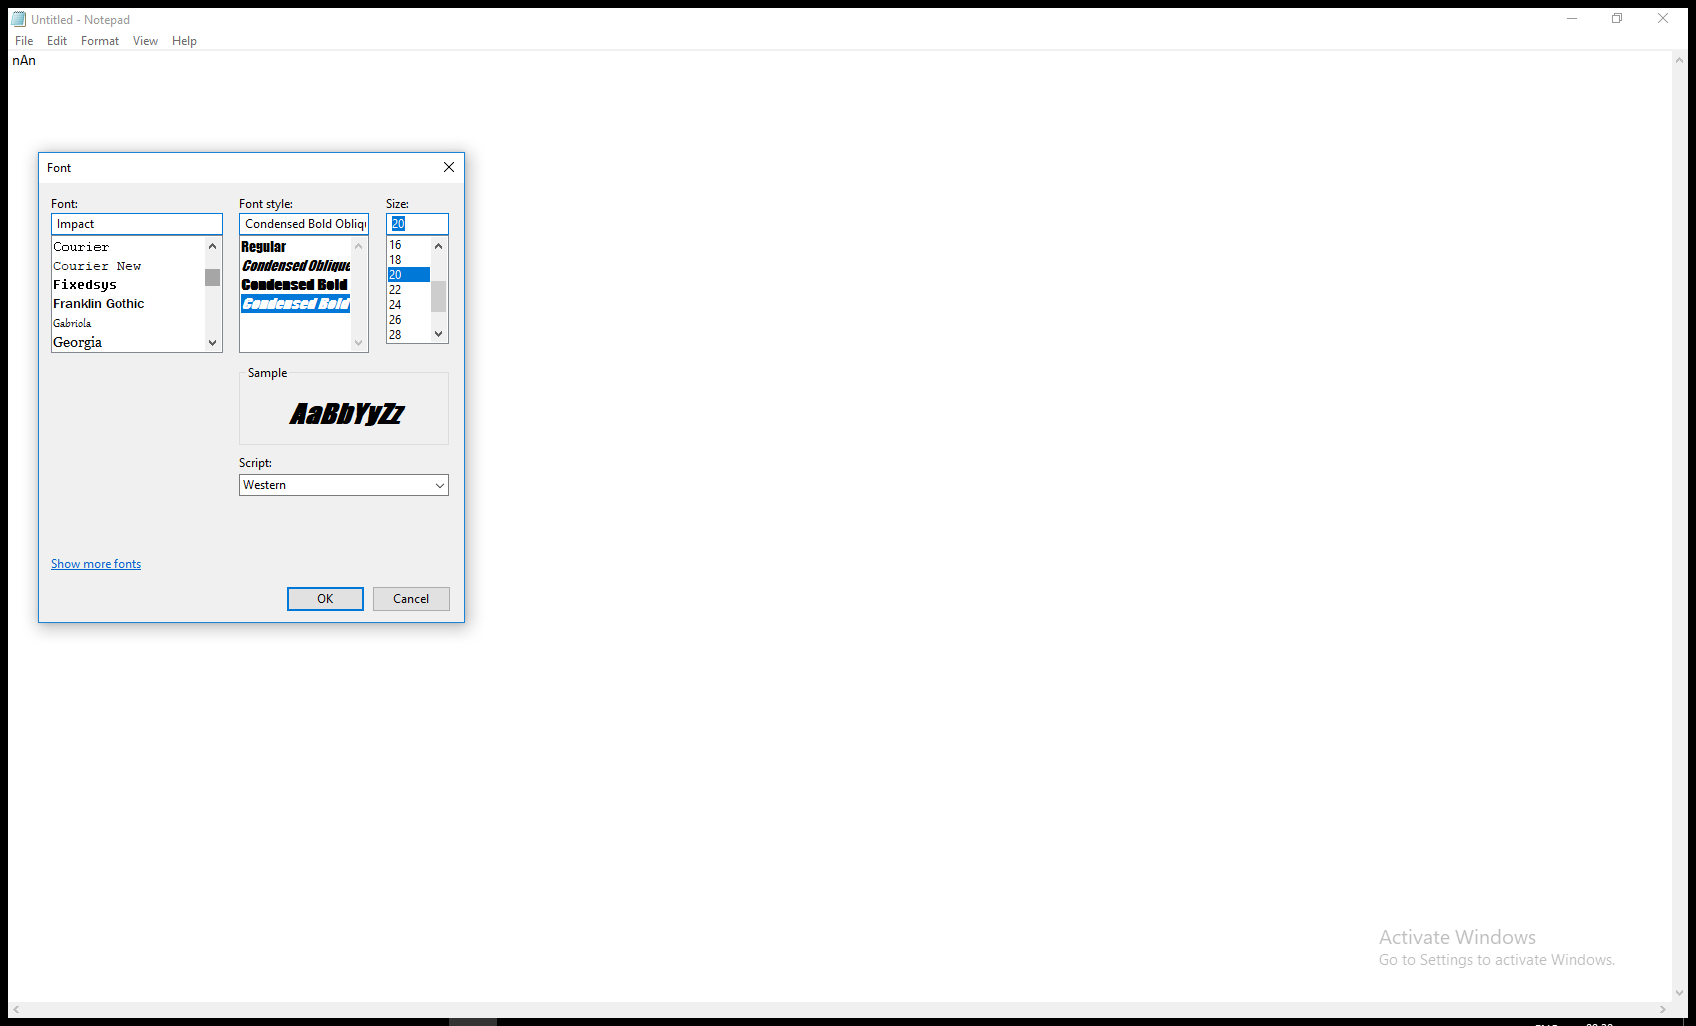 Untitled - Notepad
File Edit Format View Help
nAn
Font
Font: Font style: Size:
Impact Condensed Bold Obliqu 20
Courier
Courier New
Fixedsys
Franklin Gothic
Gabriola
Georgia
Regular
Condensed Oblique
Condensed Bold
Condensed Bold
16
18
20
22
24
26
28
Sample
AaBbYyZz
Script:
Western
Show more fonts
OK Cancel
Activate Windows
Go to Settings to activate Windows.